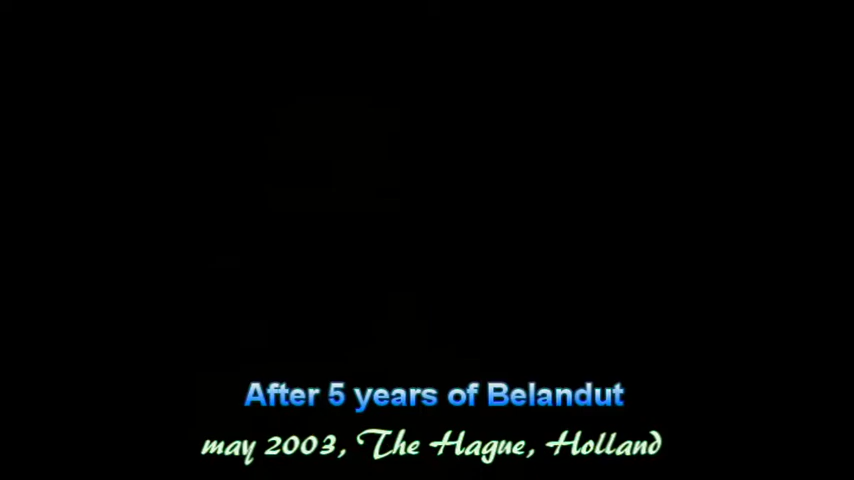 After 5 years of Belandut
may 2003, The Hague, Holland